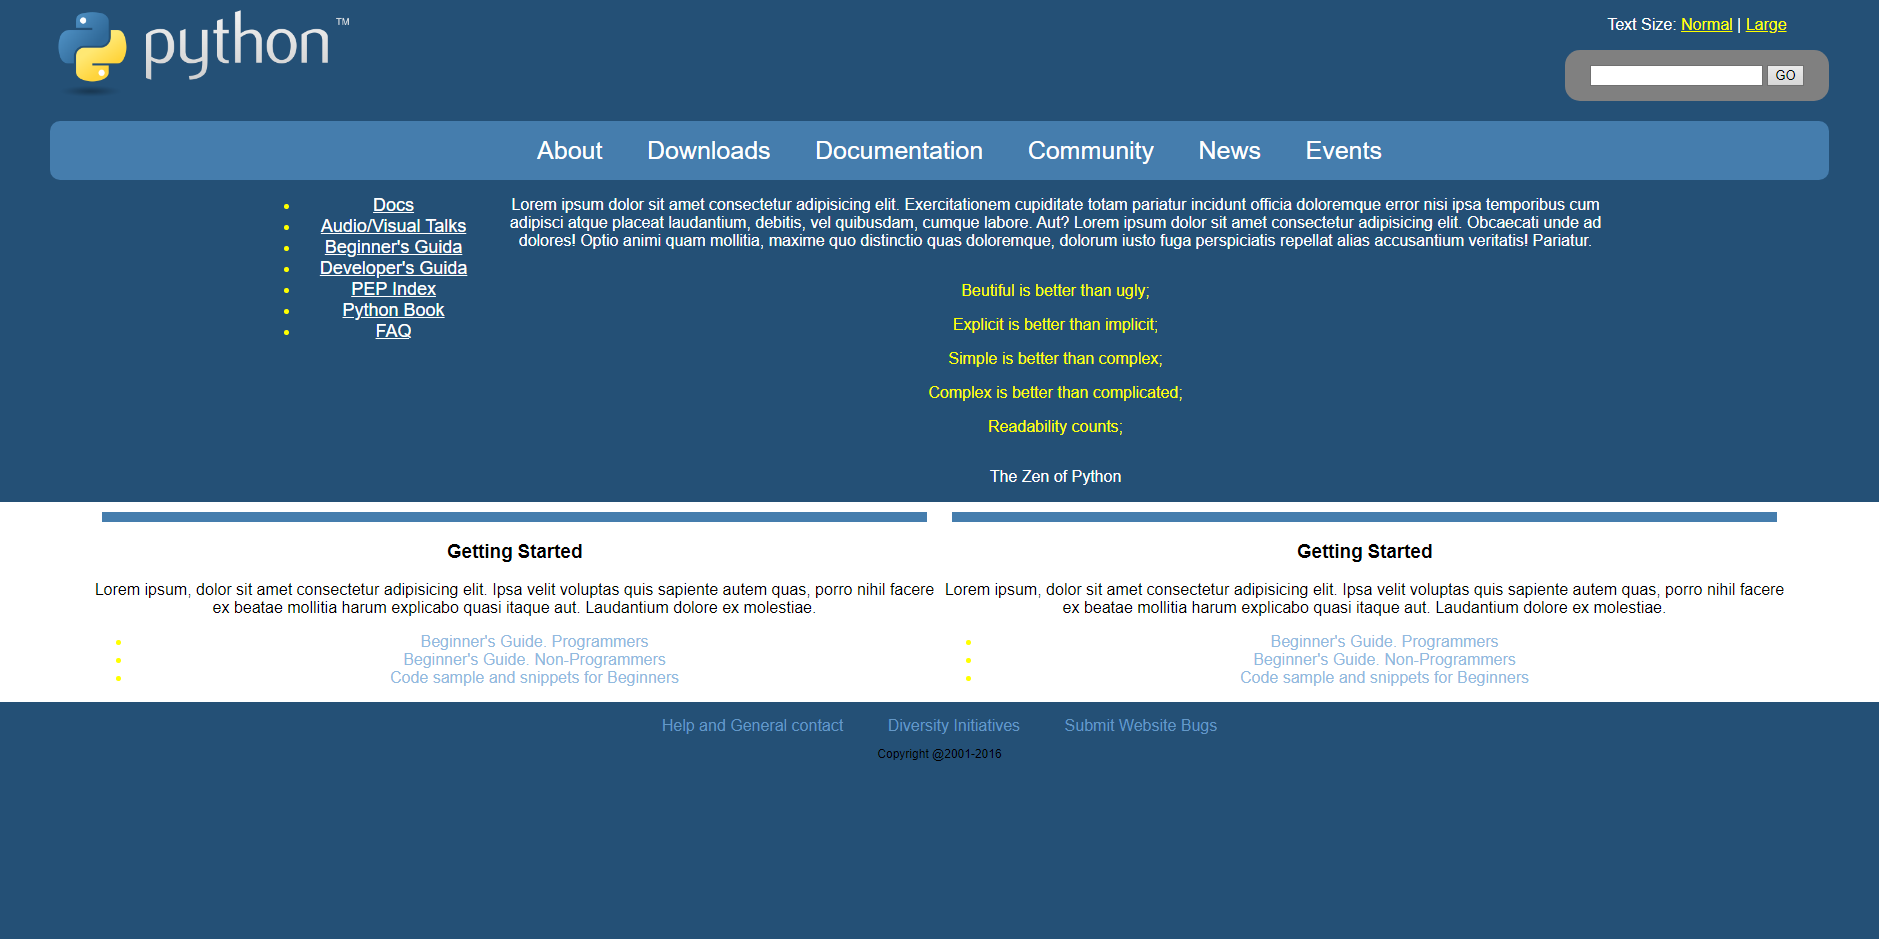 python™
Text Size: Normal | Large
GO
About Downloads Documentation Community News Events
Docs
Audio/Visual Talks
Beginner's Guida
Developer's Guida
PEP Index
Python Book
FAQ
Lorem ipsum dolor sit amet consectetur adipisicing elit. Exercitationem cupiditate totam pariatur incidunt officia doloremque error nisi ipsa temporibus cum
adipisci atque placeat laudantium, debitis, vel quibusdam, cumque labore. Aut? Lorem ipsum dolor sit amet consectetur adipisicing elit. Obcaecati unde ad
dolores! Optio animi quam mollitia, maxime quo distinctio quas doloremque, dolorum iusto fuga perspiciatis repellat alias accusantium veritatis! Pariatur.
Beutiful is better than ugly;
Explicit is better than implicit;
Simple is better than complex;
Complex is better than complicated;
Readability counts;
The Zen of Python
Getting Started
Lorem ipsum, dolor sit amet consectetur adipisicing elit. Ipsa velit voluptas quis sapiente autem quas, porro nihil facere
ex beatae mollitia harum explicabo quasi itaque aut. Laudantium dolore ex molestiae.
Beginner's Guide. Programmers
Beginner's Guide. Non-Programmers
Code sample and snippets for Beginners
Getting Started
Lorem ipsum, dolor sit amet consectetur adipisicing elit. Ipsa velit voluptas quis sapiente autem quas, porro nihil facere
ex beatae mollitia harum explicabo quasi itaque aut. Laudantium dolore ex molestiae.
Beginner's Guide. Programmers
Beginner's Guide. Non-Programmers
Code sample and snippets for Beginners
Help and General contact Diversity Initiatives Submit Website Bugs
Copyright @2001-2016